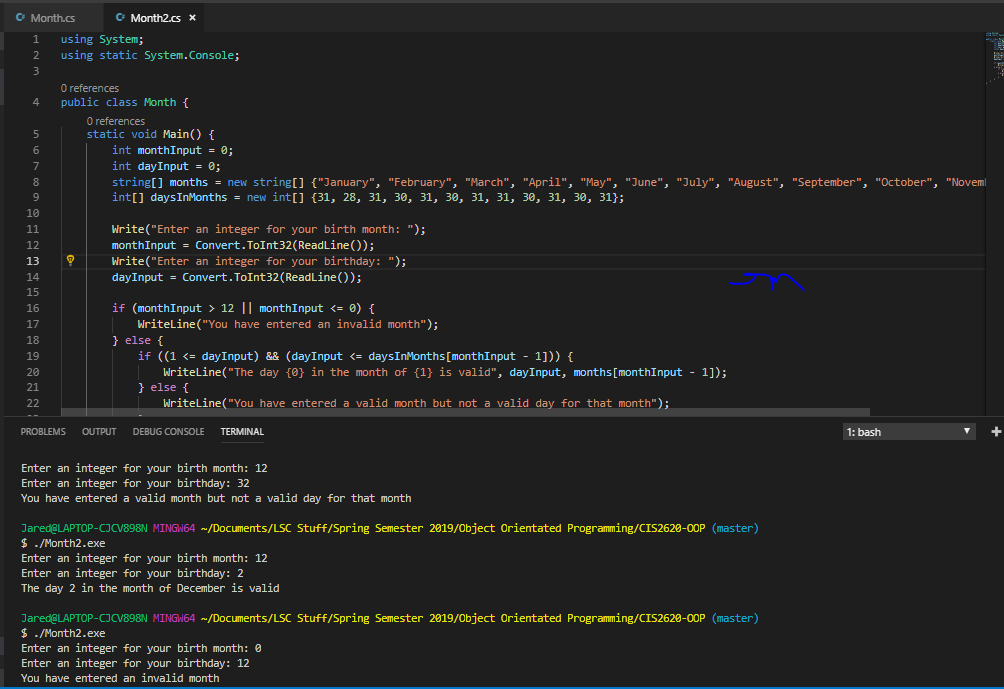 Month.cs Month2.cs ×
1 using System;
2 using static System.Console;
3
0 references
4 public class Month {
0 references
5 static void Main() {
6 int monthInput = 0;
7 int dayInput = 0;
8 string[] months = new string[] {"January", "February", "March", "April", "May", "June", "July", "August", "September", "October", "Novem
9 int[] daysInMonths = new int[] {31, 28, 31, 30, 31, 30, 31, 31, 30, 31, 30, 31};
10
11 Write("Enter an integer for your birth month: ");
12 monthInput = Convert.ToInt32(ReadLine());
13 Write("Enter an integer for your birthday: ");
14 dayInput = Convert.ToInt32(ReadLine());
15
16 if (monthInput > 12 || monthInput <= 0) {
17 WriteLine("You have entered an invalid month");
18 } else {
19 if ((1 <= dayInput) && (dayInput <= daysInMonths[monthInput - 1])) {
20 WriteLine("The day {0} in the month of {1} is valid", dayInput, months[monthInput - 1]);
21 } else {
22 WriteLine("You have entered a valid month but not a valid day for that month");
PROBLEMS OUTPUT DEBUG CONSOLE TERMINAL 1: bash
Enter an integer for your birth month: 12
Enter an integer for your birthday: 32
You have entered a valid month but not a valid day for that month
Jared@LAPTOP-CJCV898N MINGW64 ~/Documents/LSC Stuff/Spring Semester 2019/Object Orientated Programming/CIS2620-OOP (master)
$ ./Month2.exe
Enter an integer for your birth month: 12
Enter an integer for your birthday: 2
The day 2 in the month of December is valid
Jared@LAPTOP-CJCV898N MINGW64 ~/Documents/LSC Stuff/Spring Semester 2019/Object Orientated Programming/CIS2620-OOP (master)
$ ./Month2.exe
Enter an integer for your birth month: 0
Enter an integer for your birthday: 12
You have entered an invalid month